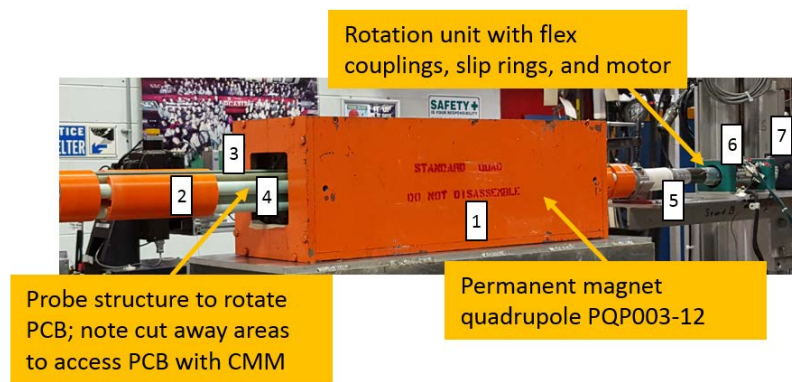 Rotation unit with flex
couplings, slip rings, and motor
SAFETY+
IS YOUR RESPONSIBILITY
NOTICE
SHELTER
STANDARD QUAD
DO NOT DISASSEMBLE
1
2
3
4
5
6
7
Probe structure to rotate
PCB; note cut away areas
to access PCB with CMM
Permanent magnet
quadrupole PQP003-12